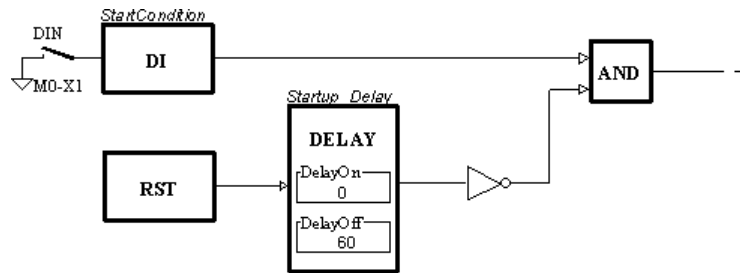 StartCondition
DIN
DI
M0-X1
AND
Startup Delay
DELAY
DelayOn
0
RST
DelayOff
60